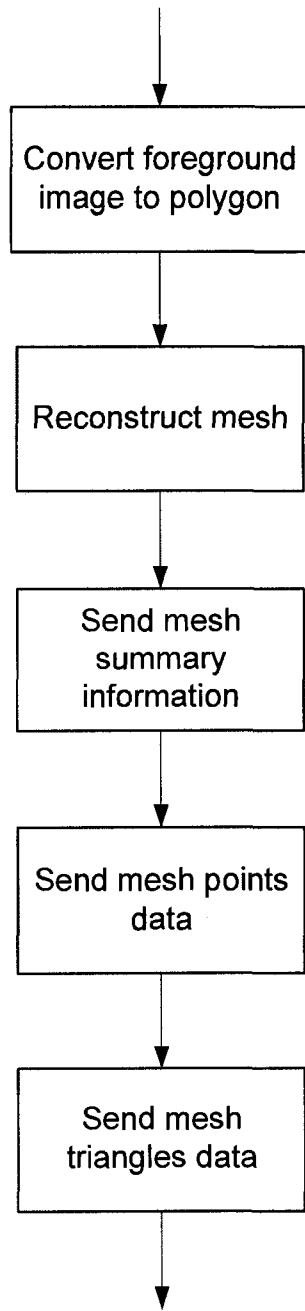 Convert foreground
image to polygon
Reconstruct mesh
Send mesh
summary
information
Send mesh points
data
Send mesh
triangles data